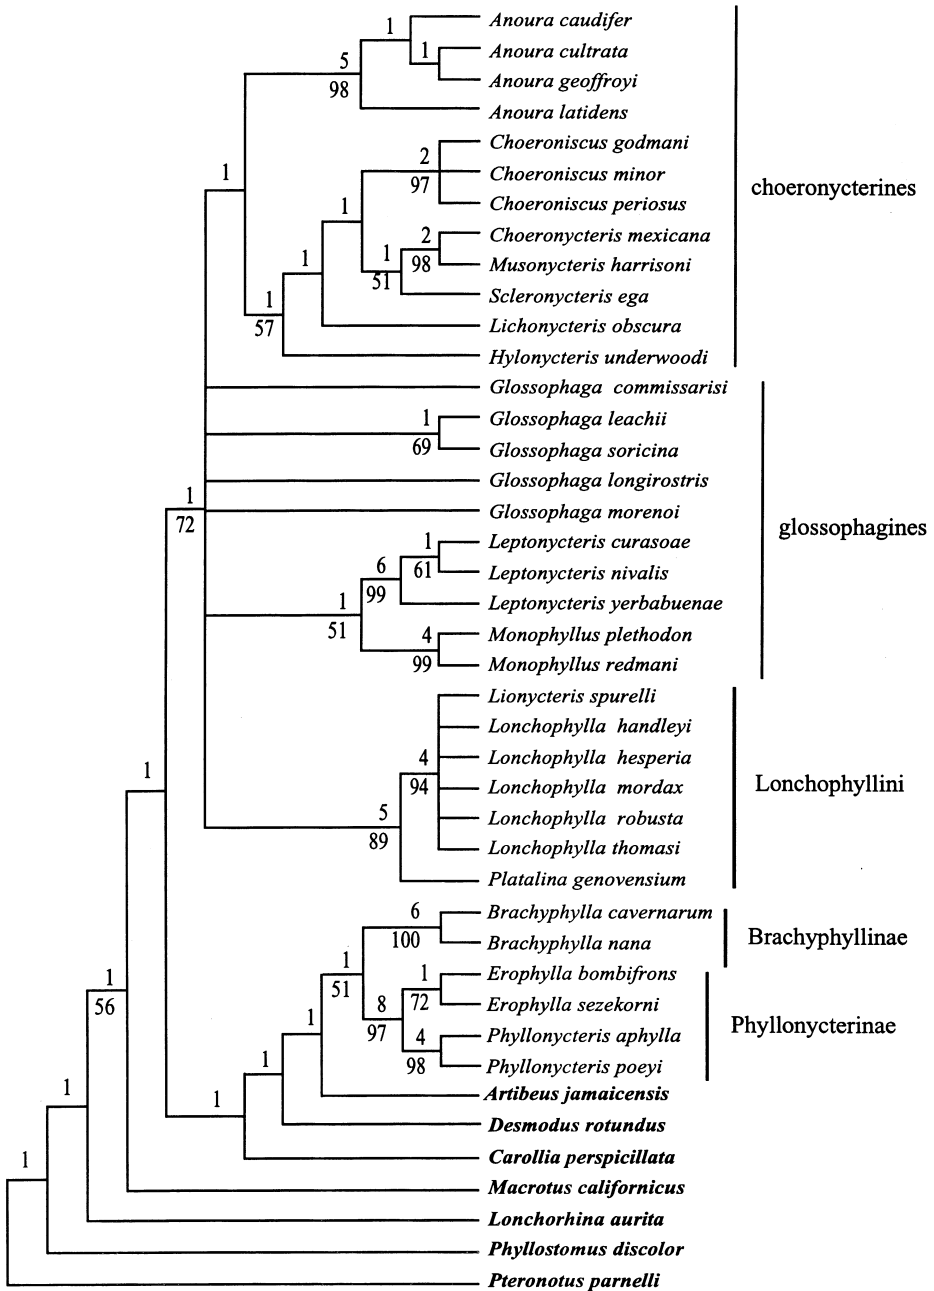 Anoura caudifer
1
Anoura cultrata
1
5
Anoura geoffroyi
98
Anoura latidens
Choeroniscus godmani
2
1
Choeroniscus minor
97
choeronycterines
Choeroniscus periosus
1
2
Choeronycteris mexicana
1
1
98
Musonycteris harrisoni
51
Scleronycteris ega
1
57
Lichonycteris obscura
Hylonycteris underwoodi
Glossophaga commissarisi
1
Glossophaga leachii
69
Glossophaga soricina
Glossophaga longirostris
1
72
Glossophaga morenoi
glossophagines
1
Leptonycteris curasoae
6
61
Leptonycteris nivalis
99
1
Leptonycteris yerbabuenae
51
4
Monophyllus plethodon
99
Monophyllus redmani
Lionycteris spurelli
Lonchophylla handleyi
4
Lonchophylla hesperia
1
94
Lonchophylla mordax
Lonchophyllini
5
Lonchophylla robusta
89
Lonchophylla thomasi
Platalina genovensium
6
Brachyphylla cavernarum
100
Brachyphylla nana
Brachyphyllinae
1
1
1
Erophylla bombifrons
51
56
8
72
Erophylla sezekorni
97
1
4
Phyllonycteris aphylla
Phyllonycterinae
1
98
Phyllonycteris poeyi
1
1
Artibeus jamaicensis
Desmodus rotundus
1
Carollia perspicillata
Macrotus californicus
Lonchorhina aurita
Phyllostomus discolor
Pteronotus parnelli